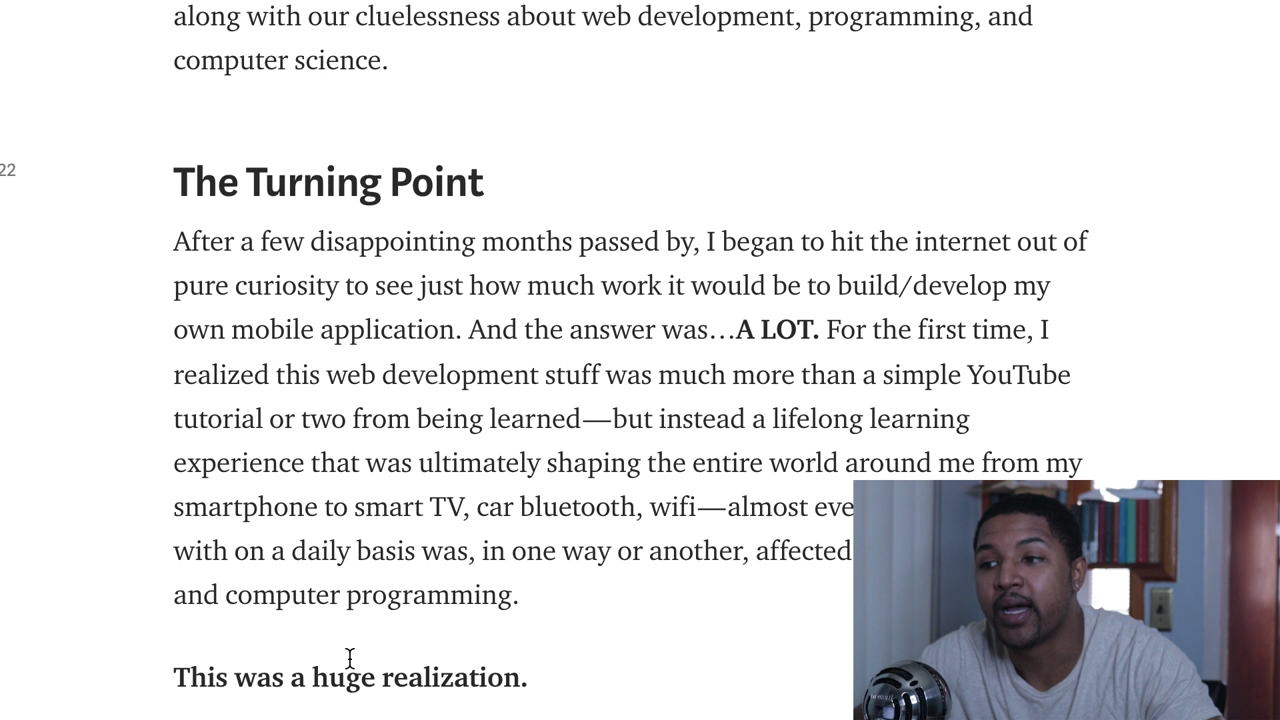 along with our cluelessness about web development, programming, and
computer science.
22
The Turning Point
After a few disappointing months passed by, I began to hit the internet out of
pure curiosity to see just how much work it would be to build/develop my
own mobile application. And the answer was…A LOT. For the first time, I
realized this web development stuff was much more than a simple YouTube
tutorial or two from being learned—but instead a lifelong learning
experience that was ultimately shaping the entire world around me from my
smartphone to smart TV, car bluetooth, wifi—almost eve
with on a daily basis was, in one way or another, affected
and computer programming.
This was a huge realization.